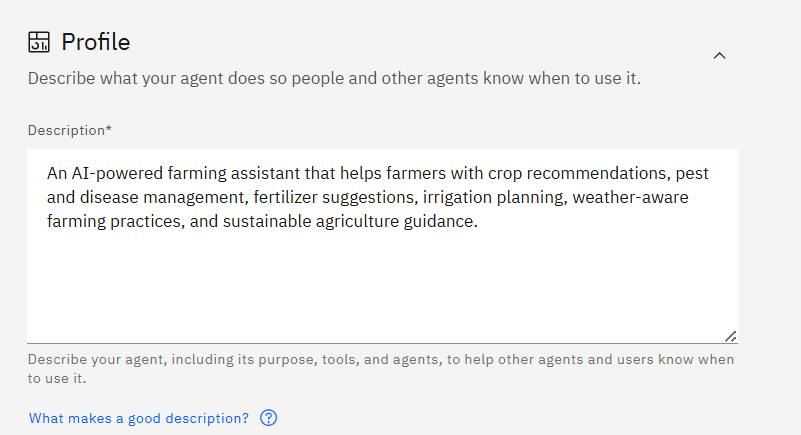 Profile
Describe what your agent does so people and other agents know when to use it.
Description*
An AI-powered farming assistant that helps farmers with crop recommendations, pest
and disease management, fertilizer suggestions, irrigation planning, weather-aware
farming practices, and sustainable agriculture guidance.
Describe your agent, including its purpose, tools, and agents, to help other agents and users know when
to use it.
What makes a good description? ?